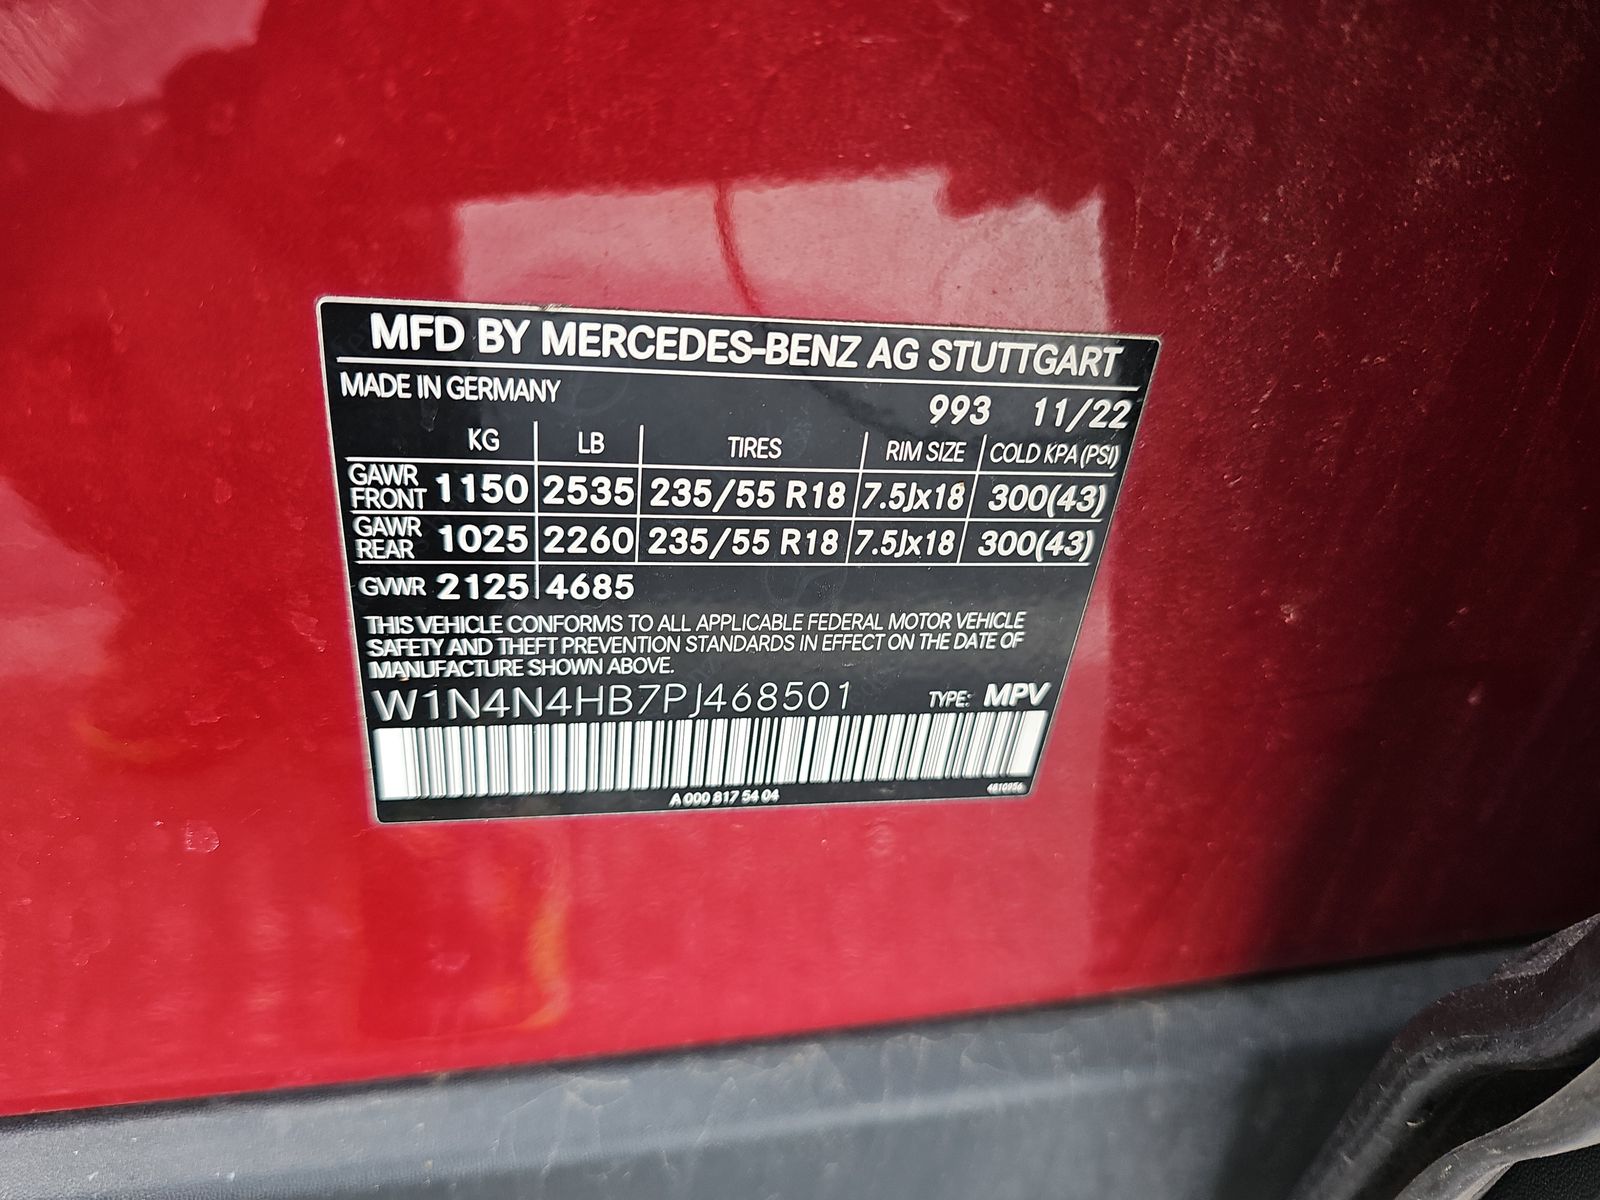 MFD BY MERCEDES-BENZ AG STUTTGART
MADE IN GERMANY
993 11/22
KG LB TIRES RIM SIZE COLD KPA (PSI)
GAWR FRONT 1150 2535 235/55 R18 7.5Jx18 300(43)
GAWR REAR 1025 2260 235/55 R18 7.5Jx18 300(43)
GVWR 2125 4685
THIS VEHICLE CONFORMS TO ALL APPLICABLE FEDERAL MOTOR VEHICLE
SAFETY AND THEFT PREVENTION STANDARDS IN EFFECT ON THE DATE OF
MANUFACTURE SHOWN ABOVE.
W1N4N4HB7PJ468501 TYPE: MPV
A 000 817 54 04
4810956